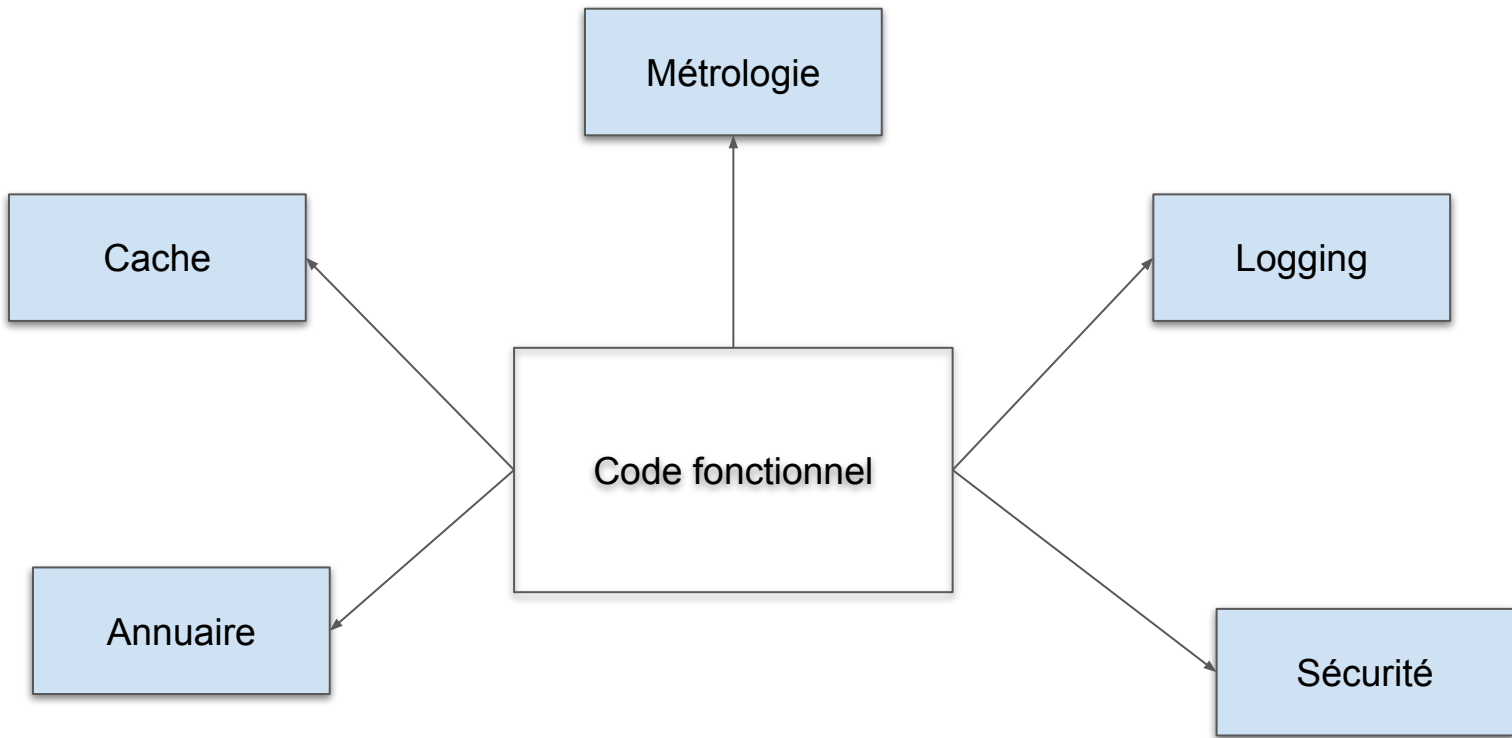 Métrologie
Cache
Logging
Code fonctionnel
Annuaire
Sécurité